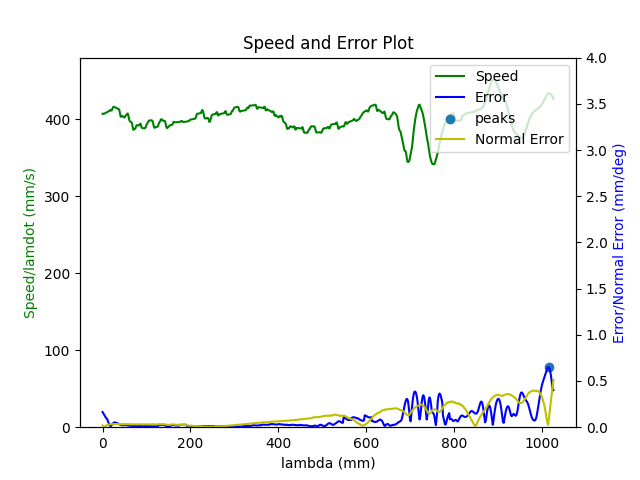 Speed and Error Plot
Speed
Error
peaks
Normal Error
Speed/lamdot (mm/s)
400
300
200
100
0
4.0
3.5
3.0
2.5
2.0
1.5
1.0
0.5
0.0
Error/Normal Error (mm/deg)
0 200 400 600 800 1000
lambda (mm)